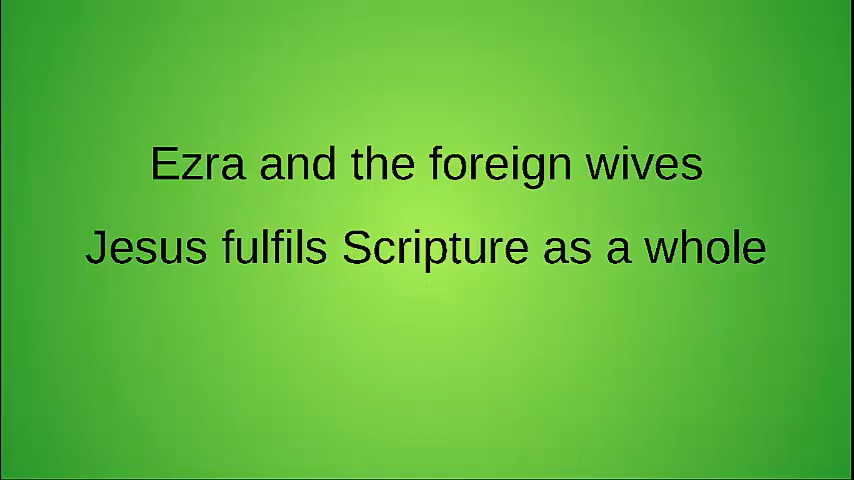 Ezra and the foreign wives
Jesus fulfils Scripture as a whole